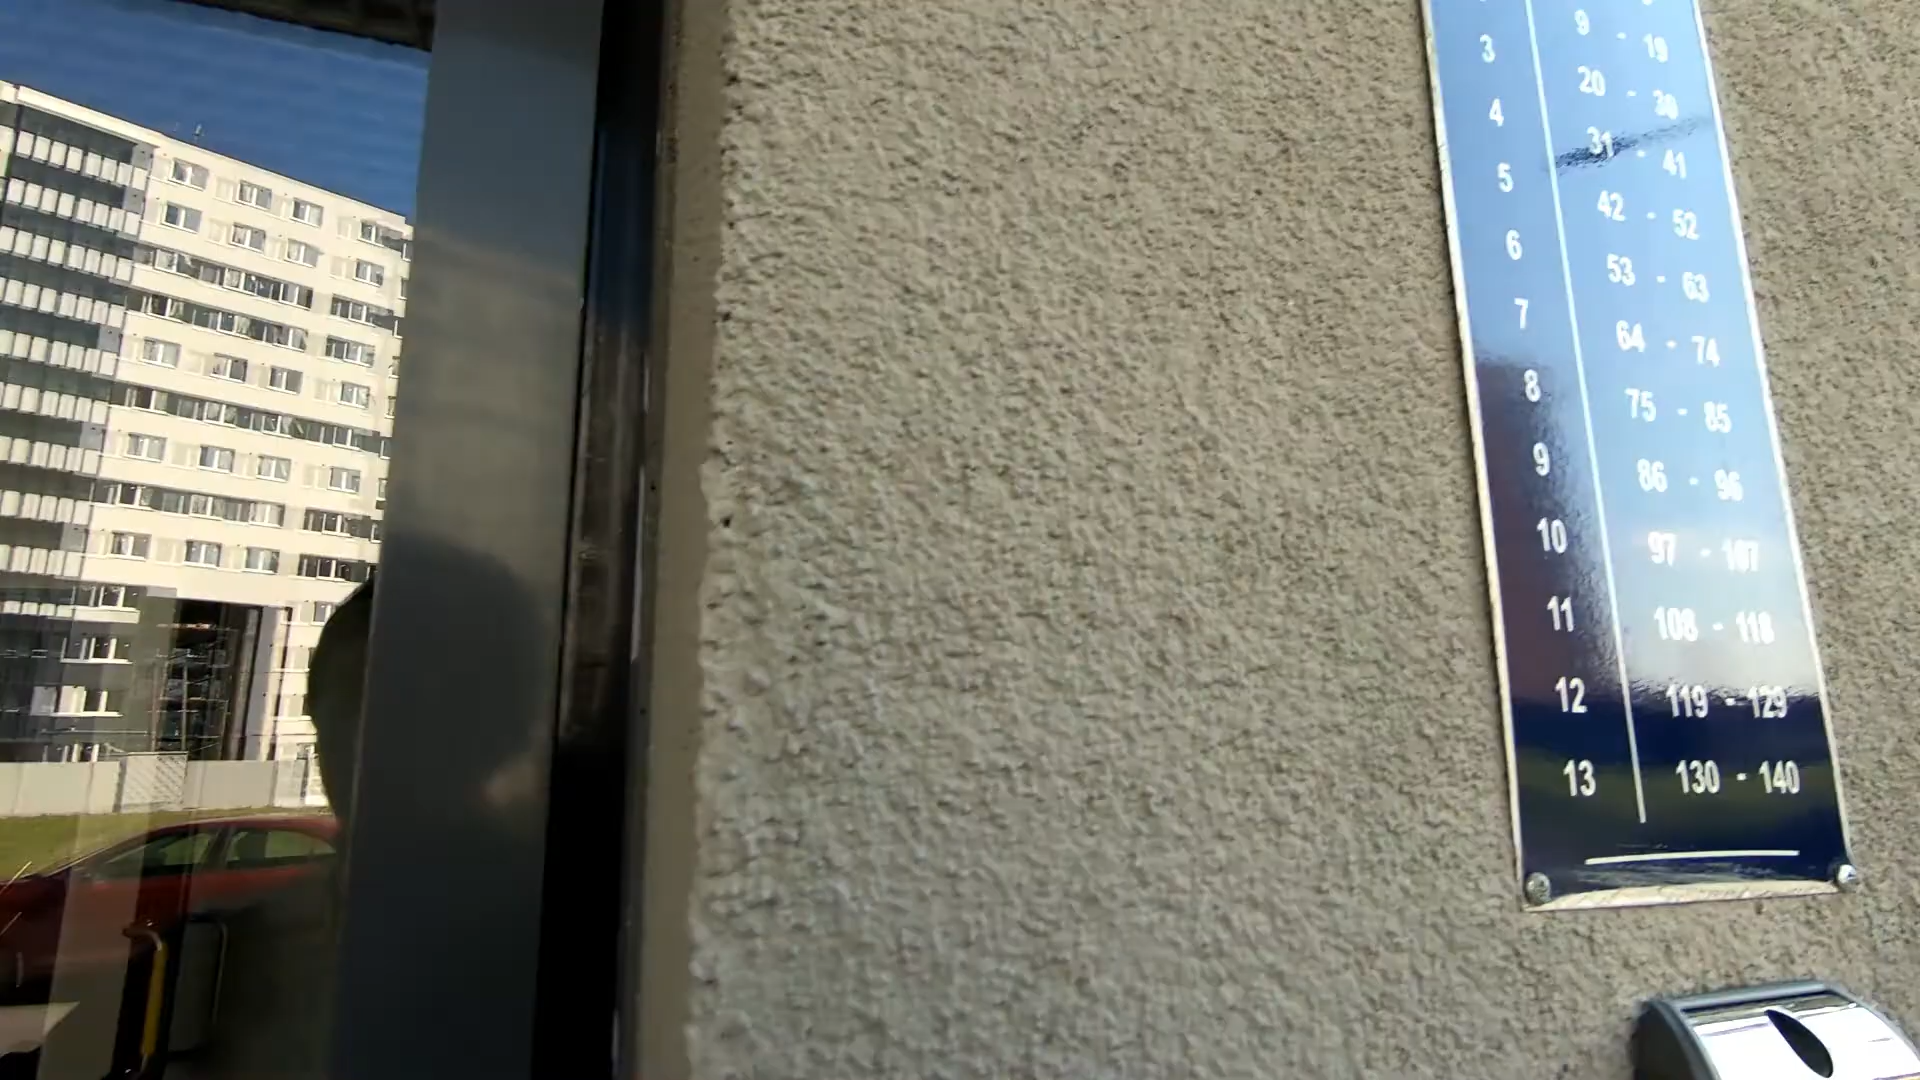 9 - 19
3 20 - 30
4 31 - 41
5 42 - 52
6 53 - 63
7 64 - 74
8 75 - 85
9 86 - 96
10 97 - 107
11 108 - 118
12 119 - 129
13 130 - 140